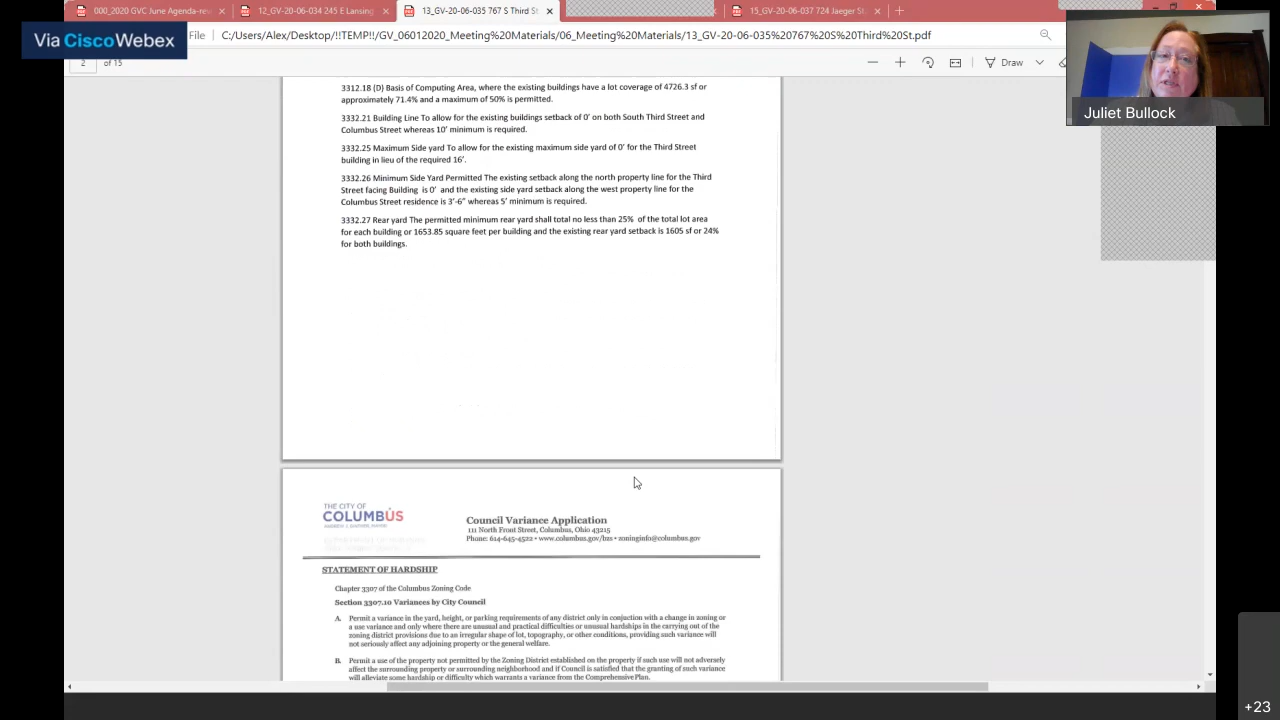 Via Cisco Webex
000_2020 GVC June Agenda-rev
12_GV-20-06-034 245 E Lansing
13_GV-20-06-035 767 S Third St
15_GV-20-06-037 724 Jaeger St
File C:/Users/Alex/Desktop/!TEMP!!/GV_06012020_Meeting%20Materials/06_Meeting%20Materials/13_GV-20-06-035%20767%20S%20Third%20St.pdf
2 of 15
Draw
Juliet Bullock
3312.18 (D) Basis of Computing Area, where the existing buildings have a lot coverage of 4726.3 sf or
approximately 71.4% and a maximum of 50% is permitted.
3332.21 Building Line To allow for the existing buildings setback of 0' on both South Third Street and
Columbus Street whereas 10' minimum is required.
3332.25 Maximum Side yard To allow for the existing maximum side yard of 0' for the Third Street
building in lieu of the required 16'.
3332.26 Minimum Side Yard Permitted The existing setback along the north property line for the Third
Street facing Building is 0' and the existing side yard setback along the west property line for the
Columbus Street residence is 3'-6" whereas 5' minimum is required.
3332.27 Rear yard The permitted minimum rear yard shall total no less than 25% of the total lot area
for each building or 1653.85 square feet per building and the existing rear yard setback is 1605 sf or 24%
for both buildings.
THE CITY OF
COLUMBUS
ANDREW J. GINTHER, MAYOR
Council Variance Application
111 North Front Street, Columbus, Ohio 43215
Phone: 614-645-4522 • www.columbus.gov/bzs • zoninginfo@columbus.gov
STATEMENT OF HARDSHIP
Chapter 3307 of the Columbus Zoning Code
Section 3307.10 Variances by City Council
A. Permit a variance in the yard, height, or parking requirements of any district only in conjunction with a change in zoning or
a use variance and only where there are unusual and practical difficulties or unusual hardships in the carrying out of the
zoning district provisions due to an irregular shape of lot, topography, or other conditions, providing such variance will
not seriously affect any adjoining property or the general welfare.
B. Permit a use of the property not permitted by the Zoning District established on the property if such use will not adversely
affect the surrounding property or surrounding neighborhood and if Council is satisfied that the granting of such variance
will alleviate some hardship or difficulty which warrants a variance from the Comprehensive Plan.
+23